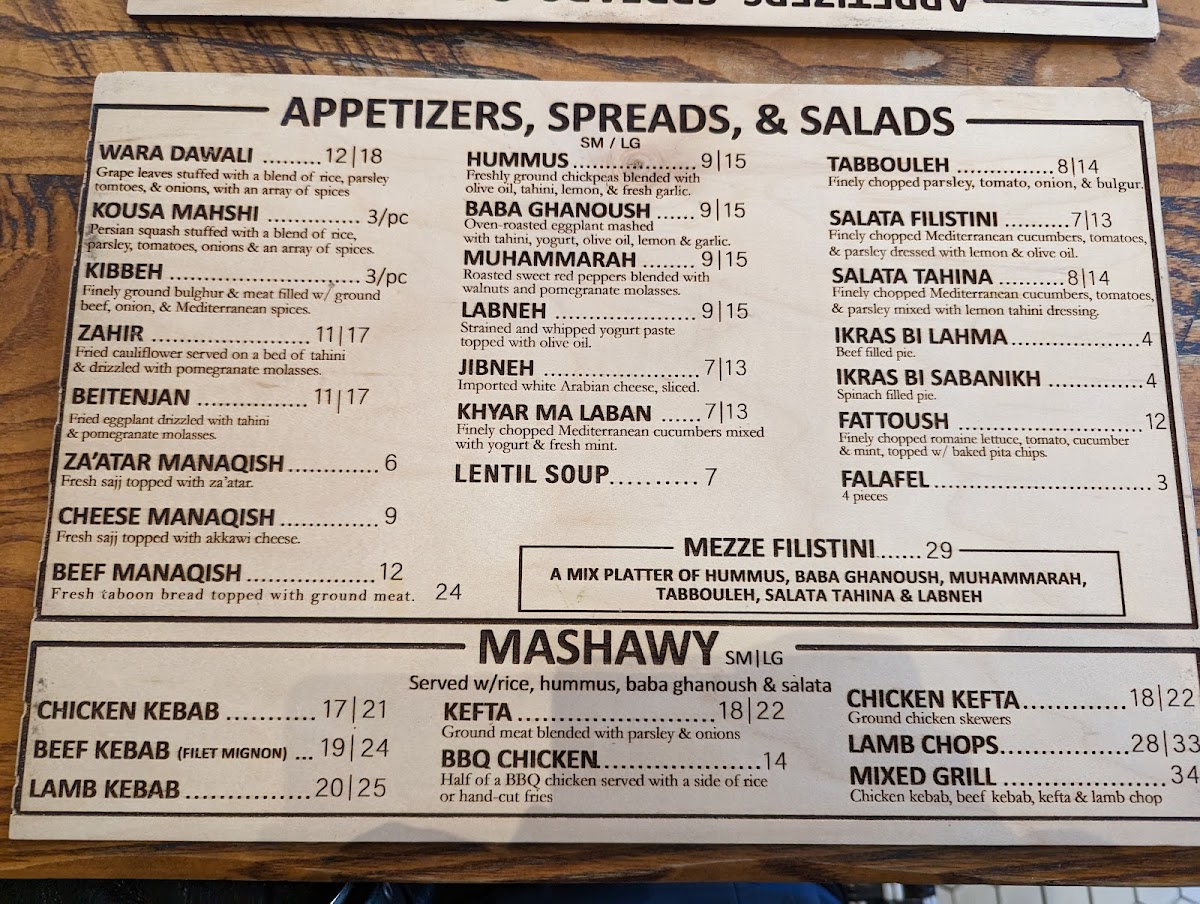 APPETIZERS, SPREADS, & SALADS
SM / LG
WARA DAWALI ......... 12|18
Grape leaves stuffed with a blend of rice, parsley
tomtoes, & onions, with an array of spices
KOUSA MAHSHI .............. 3/pc
Persian squash stuffed with a blend of rice,
parsley, tomatoes, onions & an array of spices.
KIBBEH ............................. 3/pc
Finely ground bulghur & meat filled w/ ground
beef, onion, & Mediterranean spices.
ZAHIR ........................ 11|17
Fried cauliflower served on a bed of tahini
& drizzled with pomegranate molasses.
BEITENJAN ................ 11|17
Fried eggplant drizzled with tahini
& pomegranate molasses.
ZA'ATAR MANAQISH.............. 6
Fresh sajj topped with za'atar.
CHEESE MANAQISH ............... 9
Fresh sajj topped with akkawi cheese.
BEEF MANAQISH ................... 12
Fresh taboon bread topped with ground meat. 24
HUMMUS .................... 9|15
Freshly ground chickpeas blended with
olive oil, tahini, lemon, & fresh garlic.
BABA GHANOUSH ...... 9|15
Oven-roasted eggplant mashed
with tahini, yogurt, olive oil, lemon & garlic.
MUHAMMARAH ......... 9|15
Roasted sweet red peppers blended with
walnuts and pomegranate molasses.
LABNEH ...................... 9|15
Strained and whipped yogurt paste
topped with olive oil.
JIBNEH ........................ 7|13
Imported white Arabian cheese, sliced.
KHYAR MA LABAN ...... 7|13
Finely chopped Mediterranean cucumbers mixed
with yogurt & fresh mint.
LENTIL SOUP.......... 7
TABBOULEH ............... 8|14
Finely chopped parsley, tomato, onion, & bulgur.
SALATA FILISTINI .......... 7|13
Finely chopped Mediterranean cucumbers, tomatoes,
& parsley dressed with lemon & olive oil.
SALATA TAHINA .......... 8|14
Finely chopped Mediterranean cucumbers, tomatoes,
& parsley mixed with lemon tahini dressing.
IKRAS BI LAHMA.................... 4
Beef filled pie.
IKRAS BI SABANIKH ............... 4
Spinach filled pie.
FATTOUSH ............................ 12
Finely chopped romaine lettuce, tomato, cucumber
& mint, topped w/ baked pita chips.
FALAFEL................................... 3
4 pieces
MEZZE FILISTINI....... 29
A MIX PLATTER OF HUMMUS, BABA GHANOUSH, MUHAMMARAH,
TABBOULEH, SALATA TAHINA & LABNEH
MASHAWY SM|LG
Served w/rice, hummus, baba ghanoush & salata
CHICKEN KEBAB ........... 17|21
BEEF KEBAB (FILET MIGNON) ... 19|24
LAMB KEBAB ............... 20|25
KEFTA .......................... 18|22
Ground meat blended with parsley & onions
BBQ CHICKEN..................... 14
Half of a BBQ chicken served with a side of rice
or hand-cut fries
CHICKEN KEFTA............. 18|22
Ground chicken skewers
LAMB CHOPS................ 28|33
MIXED GRILL ..................... 34
Chicken kebab, beef kebab, kefta & lamb chop